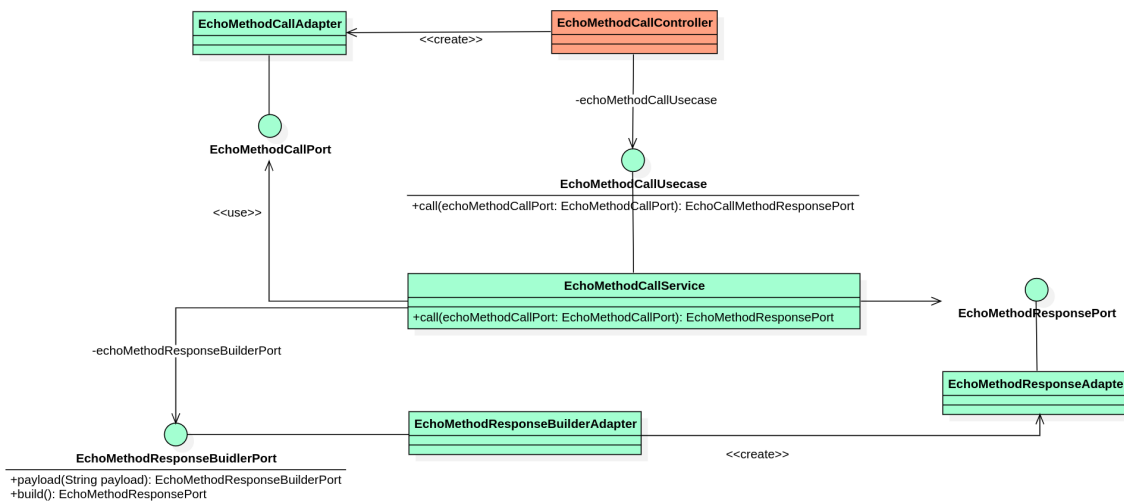 EchoMethodCallAdapter
EchoMethodCallController
<<create>>
-echoMethodCallUsecase
EchoMethodCallPort
EchoMethodCallUsecase
+call(echoMethodCallPort: EchoMethodCallPort): EchoCallMethodResponsePort
<<use>>
EchoMethodCallService
+call(echoMethodCallPort: EchoMethodCallPort): EchoMethodResponsePort
EchoMethodResponsePort
-echoMethodResponseBuilderPort
EchoMethodResponseAdapter
EchoMethodResponseBuilderAdapter
<<create>>
EchoMethodResponseBuidlerPort
+payload(String payload): EchoMethodResponseBuilderPort
+build(): EchoMethodResponsePort